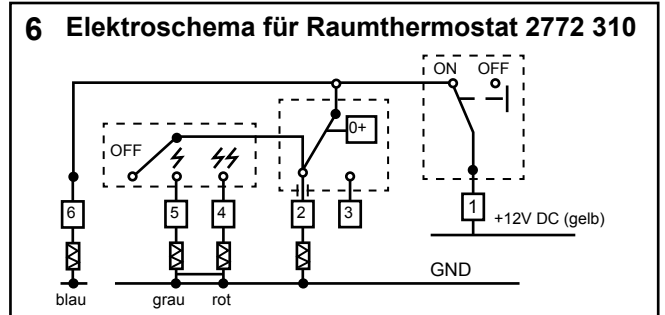 6 Elektroschema für Raumthermostat 2772 310
ON OFF
0+
OFF
6 5 4 2 3 1
+12V DC (gelb)
GND
blau grau rot